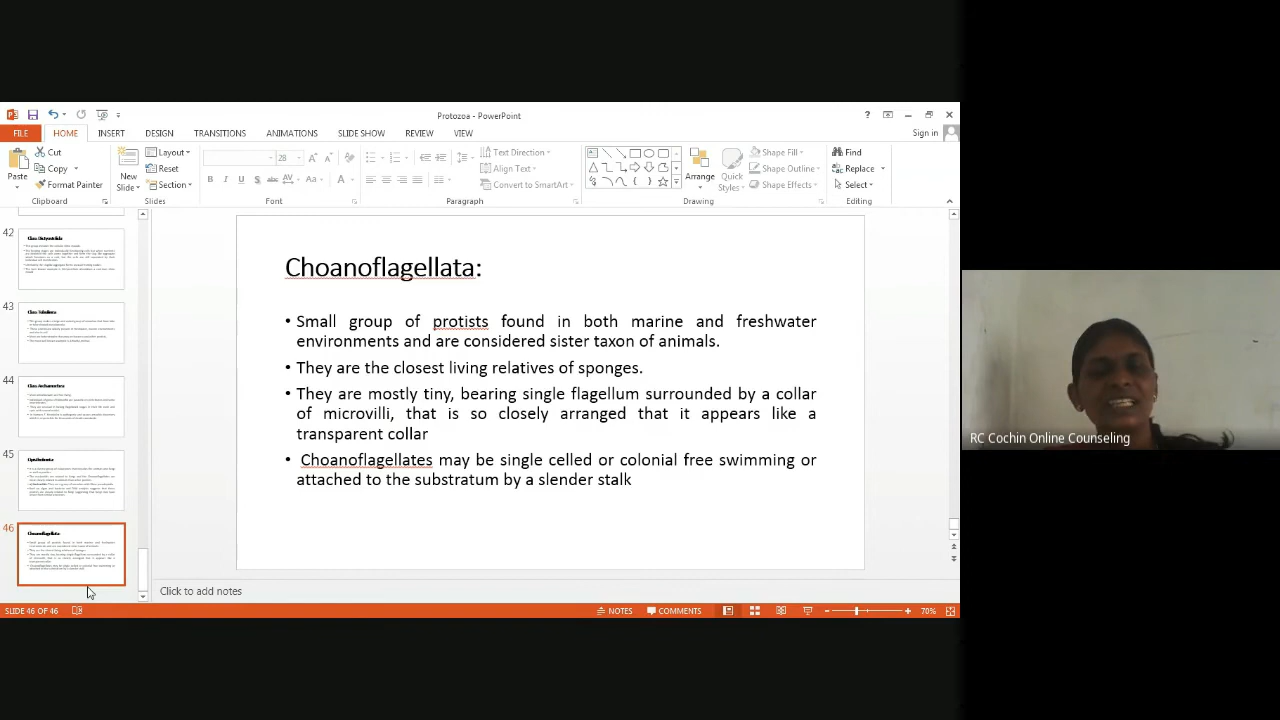 Protozoa - PowerPoint
Sign in
FILE HOME INSERT DESIGN TRANSITIONS ANIMATIONS SLIDE SHOW REVIEW VIEW
Paste
Cut
Copy
Format Painter
Clipboard
New Slide
Layout
Reset
Section
Slides
28
Font
Text Direction
Align Text
Convert to SmartArt
Paragraph
Arrange
Quick Styles
Shape Fill
Shape Outline
Shape Effects
Drawing
Find
Replace
Select
Editing
42
43
44
45
46
Choanoflagellata:
• Small group of protests found in both marine and freshwater
environments and are considered sister taxon of animals.
• They are the closest living relatives of sponges.
• They are mostly tiny, having single flagellum surrounded by a collar
of microvilli, that is so closely arranged that it appears like a
transparent collar
• Choanoflagellates may be single celled or colonial free swimming or
attached to the substratum by a slender stalk
Click to add notes
SLIDE 46 OF 46
NOTES COMMENTS 70%
RC Cochin Online Counseling